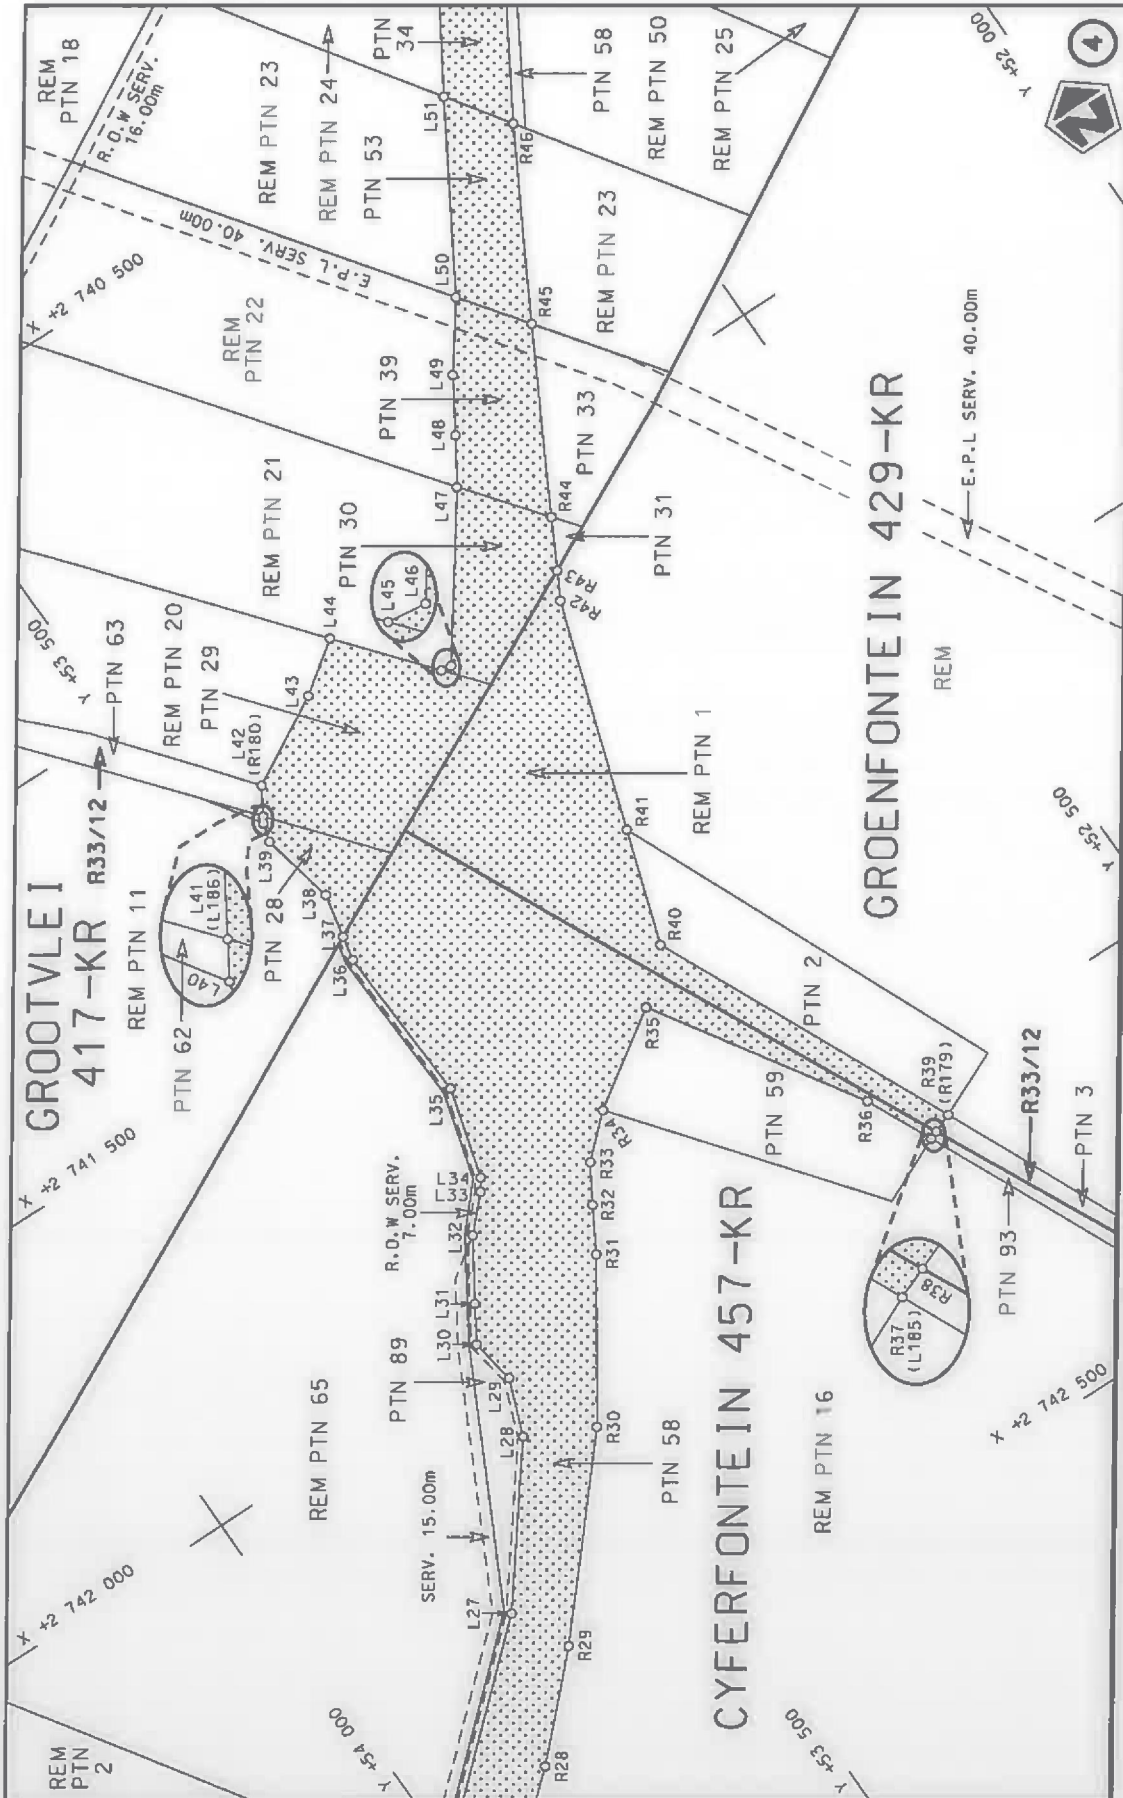 REM
PTN 18
R.O.W SERV.
16.00m
REM PTN 23
REM PTN 24
PTN 53
PTN
34
L51
R46
PTN 58
REM PTN 50
REM PTN 25
Y +52 000
4
X +2 740 500
E.P.L SERV. 40.00m
REM
PTN 22
L50
R45
REM PTN 23
PTN 39
L49
L48
L47
R44
PTN 33
PTN 31
R43
R42
E.P.L SERV. 40.00m
REM PTN 21
PTN 30
L45
L46
L44
L43
Y +53 500
PTN 63
REM PTN 20
PTN 29
L42
(R180)
R33/12
GROOTVLEI
417-KR
REM PTN 11
PTN 62
L41
(L186)
L40
L39
PTN 28
L38
L37
L36
REM PTN 1
R41
R40
GROENFONTEIN 429-KR
REM
Y +52 500
PTN 2
R35
R39
(R179)
R33/12
PTN 3
PTN 59
R36
R34
R33
R32
R31
PTN 93
R38
R37
(L185)
X +2 741 500
L35
L34
L33
L32
R.O.W SERV.
7.00m
L31
L30
PTN 89
L29
L28
REM PTN 65
SERV. 15.00m
L27
R30
PTN 58
R29
R28
CYFERFONTEIN 457-KR
REM PTN 16
X +2 742 500
X +2 742 000
Y +54 000
Y +53 500
REM
PTN
2